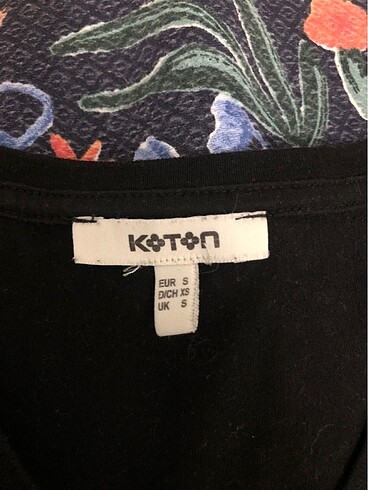 KOTON
EUR S
D/CH XS
UK S